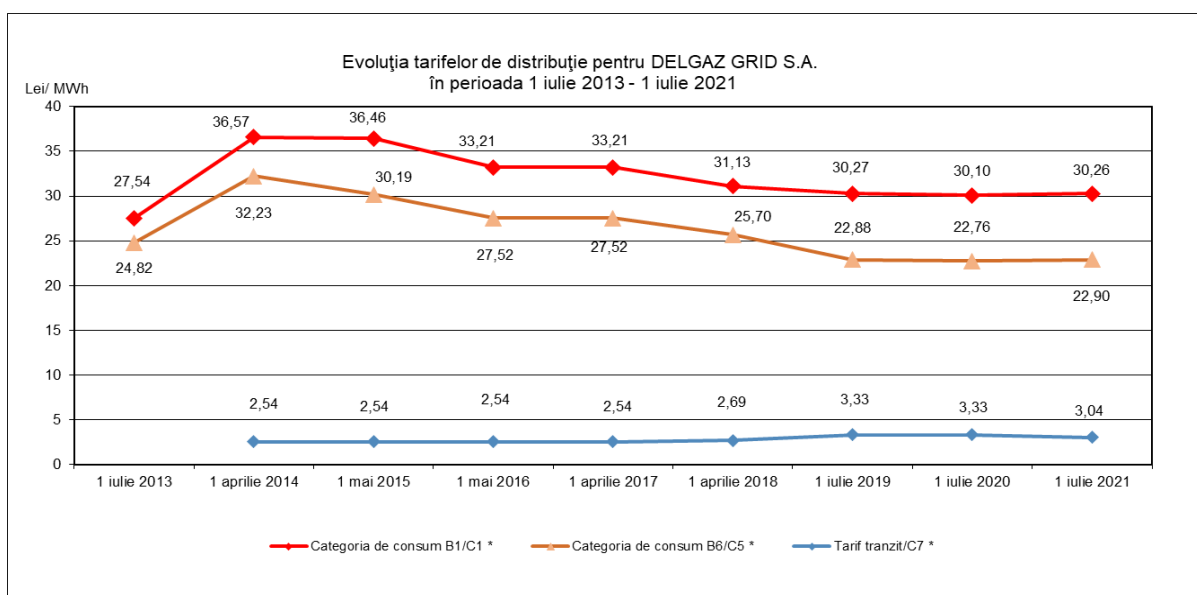 Evoluţia tarifelor de distribuţie pentru DELGAZ GRID S.A.
în perioada 1 iulie 2013 - 1 iulie 2021
Lei/ MWh
40
35
30
25
20
15
10
5
0
27,54
36,57
36,46
33,21
33,21
31,13
30,27
30,10
30,26
24,82
32,23
30,19
27,52
27,52
25,70
22,88
22,76
22,90
2,54
2,54
2,54
2,54
2,69
3,33
3,33
3,04
1 iulie 2013
1 aprilie 2014
1 mai 2015
1 mai 2016
1 aprilie 2017
1 aprilie 2018
1 iulie 2019
1 iulie 2020
1 iulie 2021
Categoria de consum B1/C1 *
Categoria de consum B6/C5 *
Tarif tranzit/C7 *